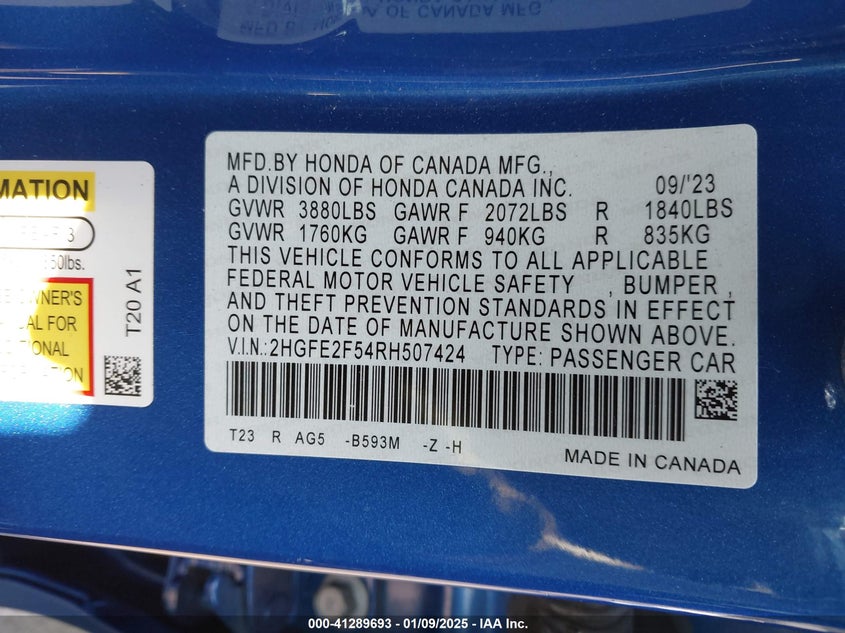 MFD.BY HONDA OF CANADA MFG.,
A DIVISION OF HONDA CANADA INC. 09/'23
GVWR 3880LBS GAWR F 2072LBS R 1840LBS
GVWR 1760KG GAWR F 940KG R 835KG
THIS VEHICLE CONFORMS TO ALL APPLICABLE
FEDERAL MOTOR VEHICLE SAFETY , BUMPER ,
AND THEFT PREVENTION STANDARDS IN EFFECT
ON THE DATE OF MANUFACTURE SHOWN ABOVE.
V.I.N.:2HGFE2F54RH507424 TYPE: PASSENGER CAR
T23 R AG5 -B593M -Z -H
MADE IN CANADA
MATION
50lbs.
OWNER'S
FOR
T20 A1
000-41289693 / 01/09/2025 - IAA Inc.